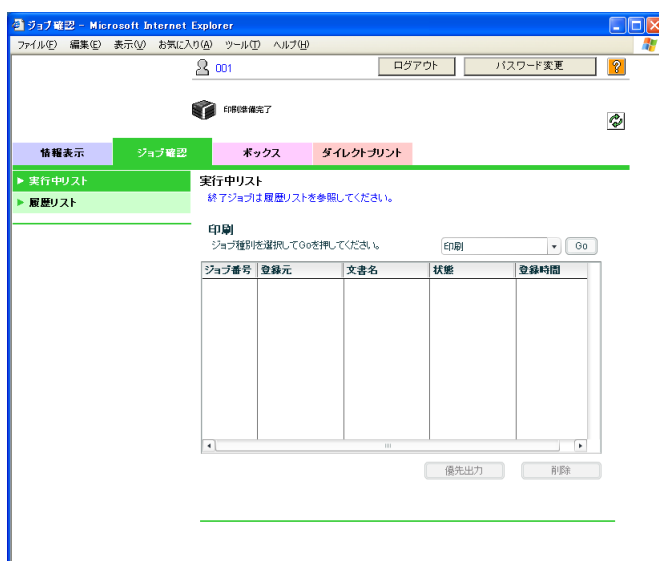 ジョブ確認 - Microsoft Internet Explorer
ファイル(F) 編集(E) 表示(V) お気に入り(A) ツール(T) ヘルプ(H)
001 ログアウト パスワード変更 ?
印刷準備完了
情報表示 ジョブ確認 ボックス ダイレクトプリント
実行中リスト
履歴リスト
実行中リスト
終了ジョブは履歴リストを参照してください。
印刷
ジョブ種別を選択してGoを押してください。 印刷 Go
ジョブ番号 登録元 文書名 状態 登録時間
優先出力 削除